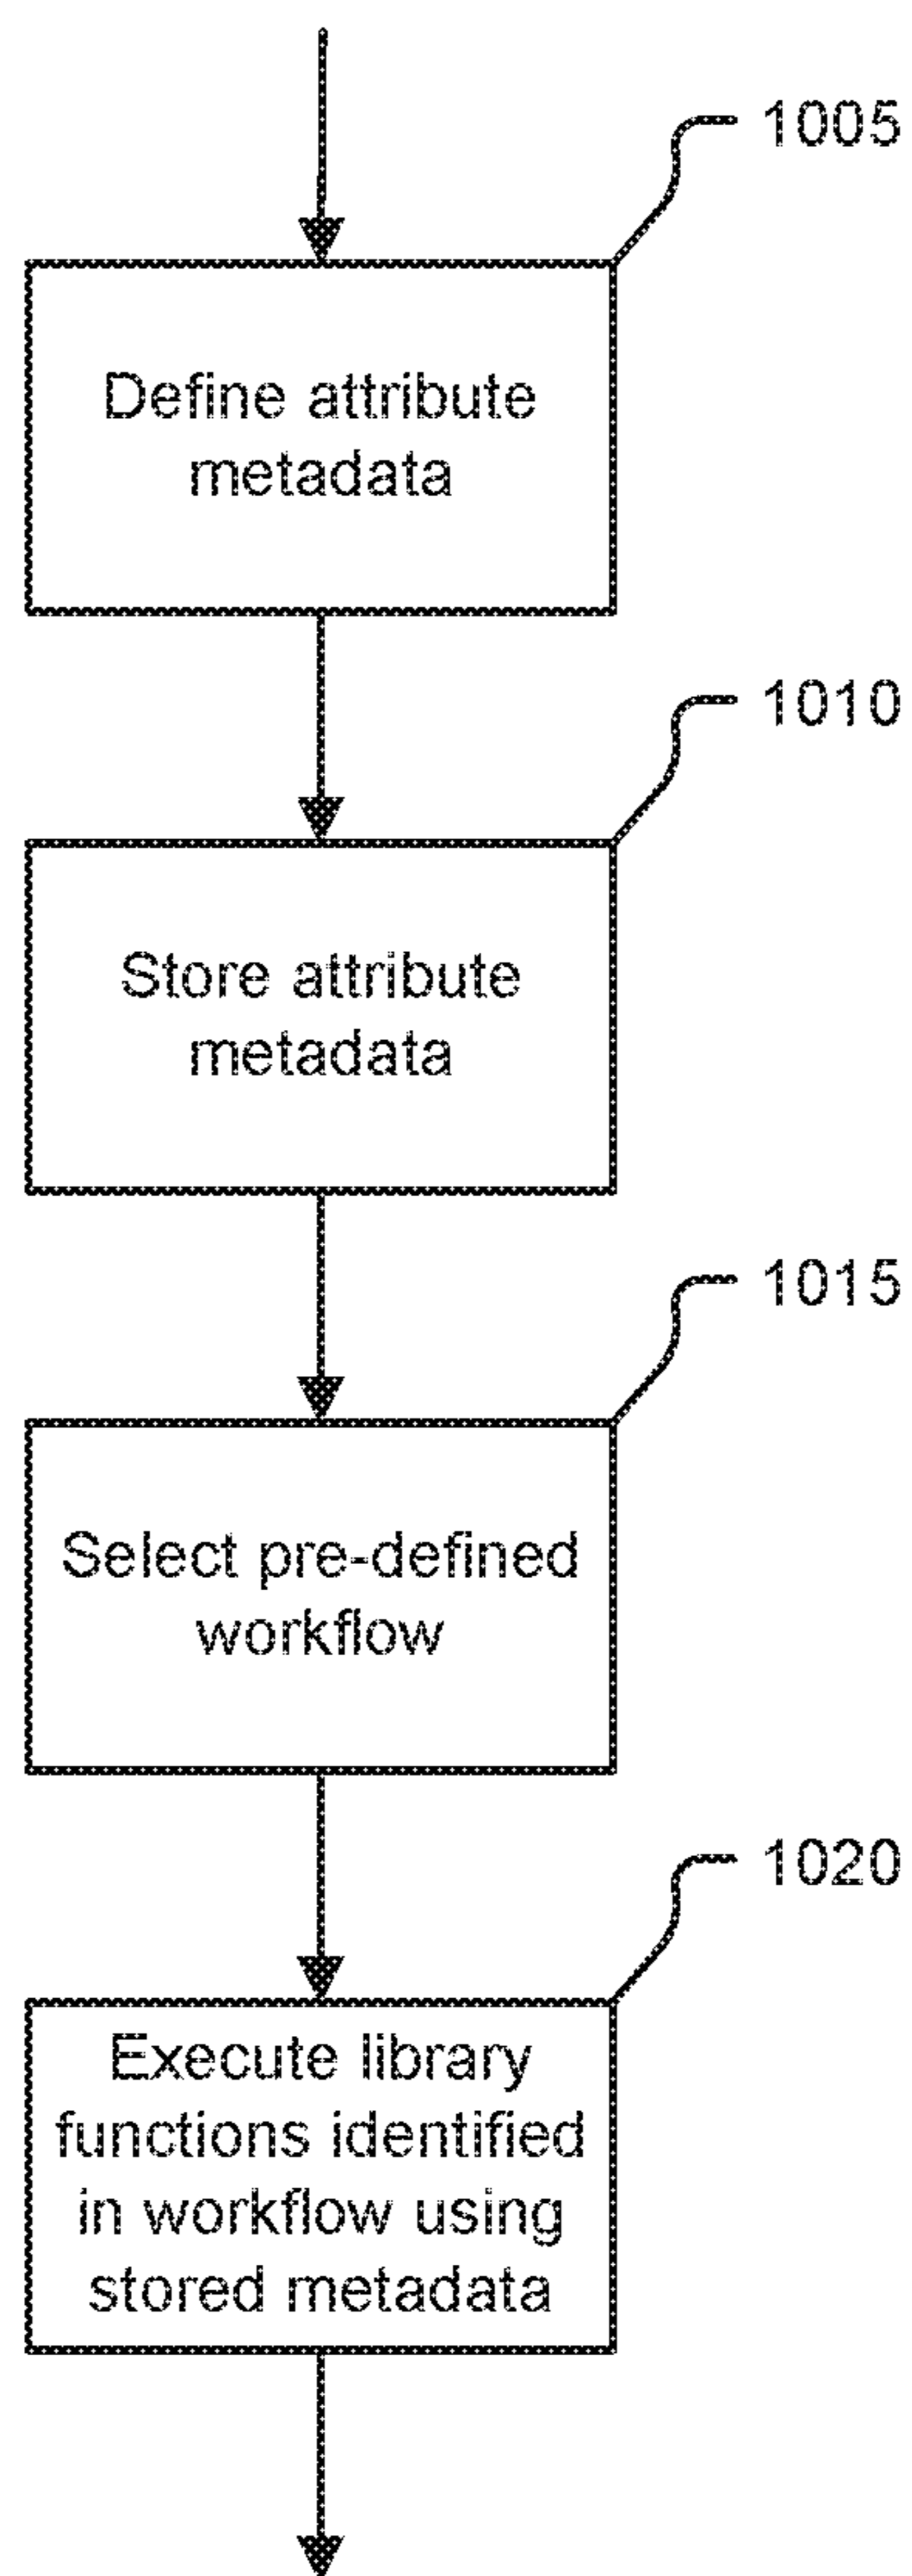 1005
Define attribute
metadata
1010
Store attribute
metadata
1015
Select pre-defined
workflow
1020
Execute library
functions identified
in workflow using
stored metadata